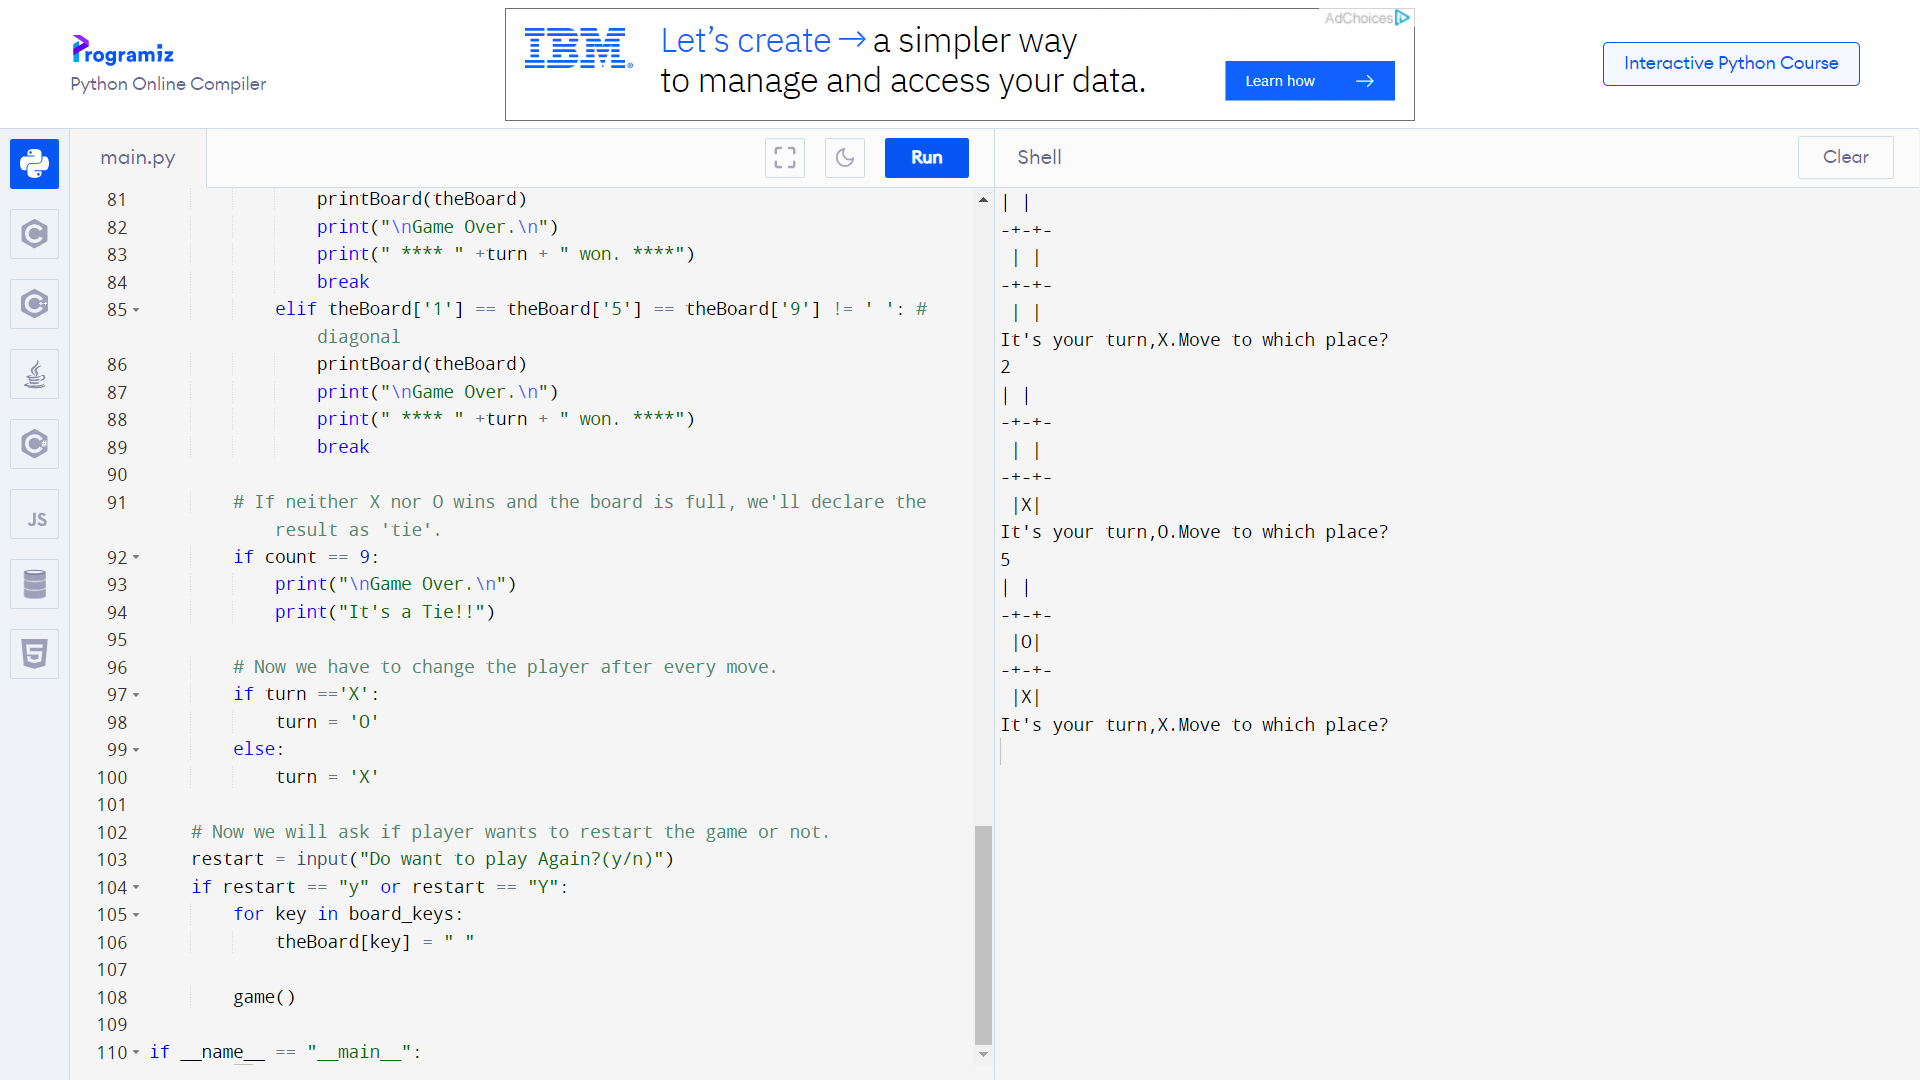 Programiz
Python Online Compiler
IBM
Let's create → a simpler way
to manage and access your data.
AdChoices
Learn how →
Interactive Python Course
main.py
Run
Shell
Clear
JS
81 printBoard(theBoard)
82 print("\nGame Over.\n")
83 print(" **** " +turn + " won. ****")
84 break
85 elif theBoard['1'] == theBoard['5'] == theBoard['9'] != ' ': #
diagonal
86 printBoard(theBoard)
87 print("\nGame Over.\n")
88 print(" **** " +turn + " won. ****")
89 break
90
91 # If neither X nor O wins and the board is full, we'll declare the
result as 'tie'.
92 if count == 9:
93 print("\nGame Over.\n")
94 print("It's a Tie!!")
95
96 # Now we have to change the player after every move.
97 if turn =='X':
98 turn = 'O'
99 else:
100 turn = 'X'
101
102 # Now we will ask if player wants to restart the game or not.
103 restart = input("Do want to play Again?(y/n)")
104 if restart == "y" or restart == "Y":
105 for key in board_keys:
106 theBoard[key] = " "
107
108 game()
109
110 if __name__ == "__main__":
| |
-+-+-
| |
-+-+-
| |
It's your turn,X.Move to which place?
2
| |
-+-+-
| |
-+-+-
|X|
It's your turn,O.Move to which place?
5
| |
-+-+-
|O|
-+-+-
|X|
It's your turn,X.Move to which place?